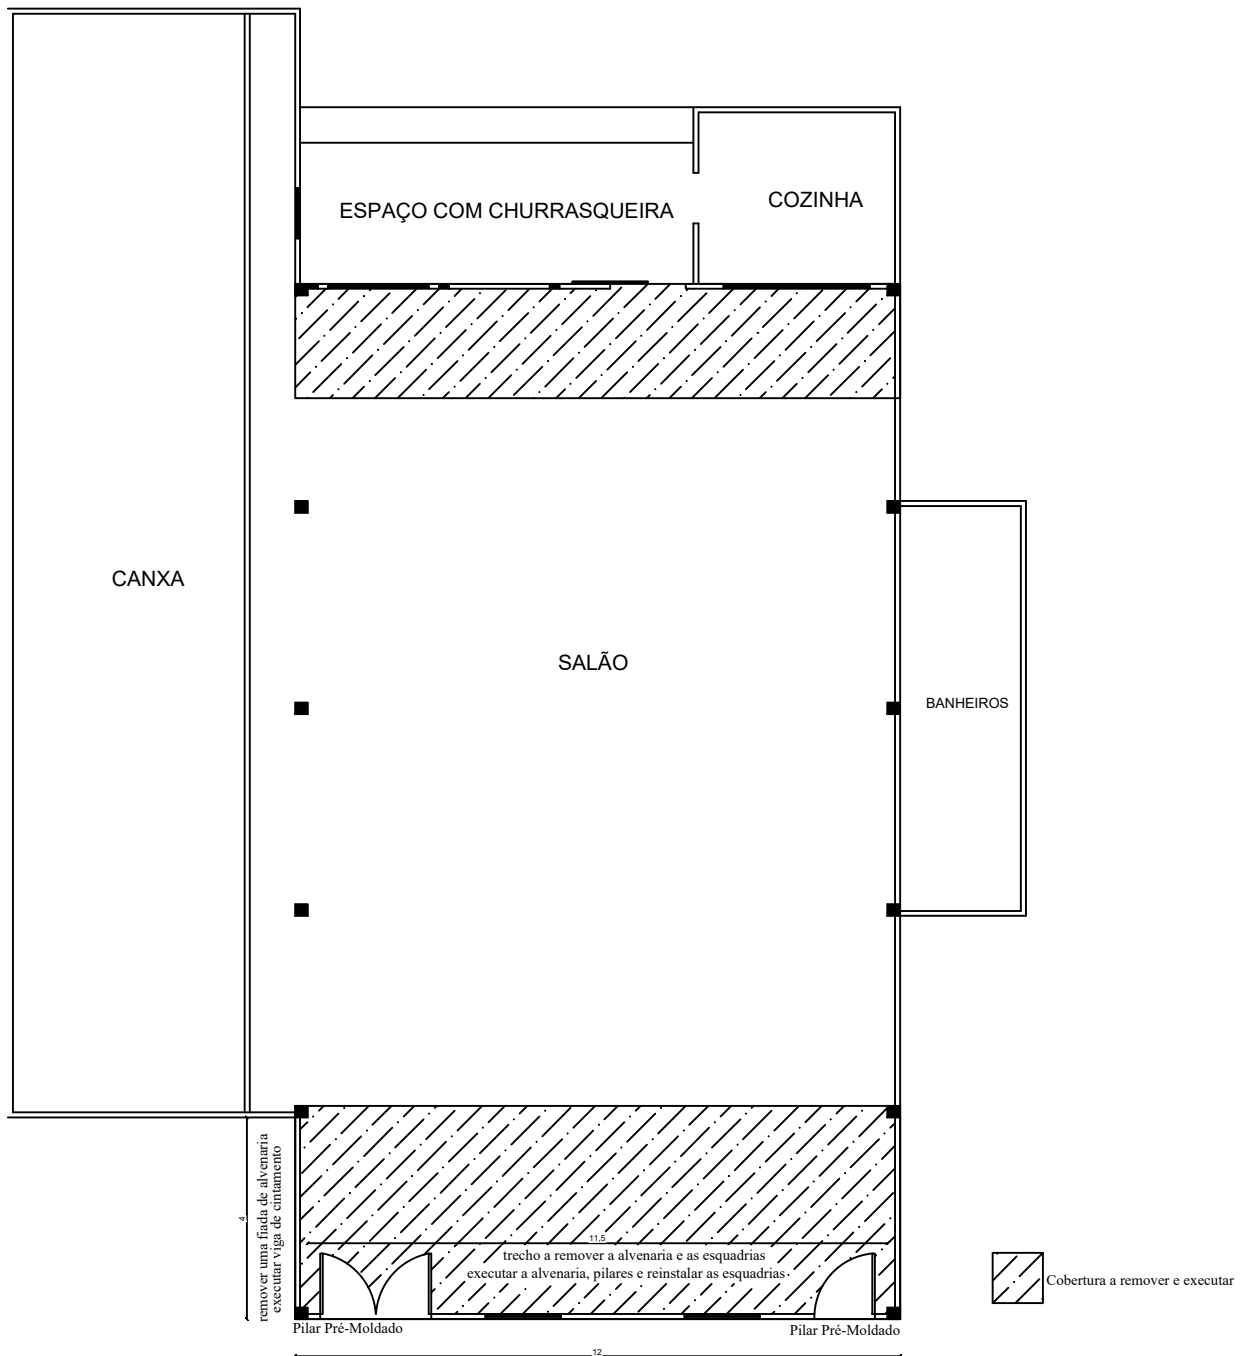 COZINHA
ESPAÇO COM CHURRASQUEIRA
CANXA
SALÃO
BANHEIROS
remover uma fiada de alvenaria
executar viga de cintamento
4
11,5
trecho a remover a alvenaria e as esquadrias
executar a alvenaria, pilares e reinstalar as esquadrias
Cobertura a remover e executar
Pilar Pré-Moldado
Pilar Pré-Moldado
12